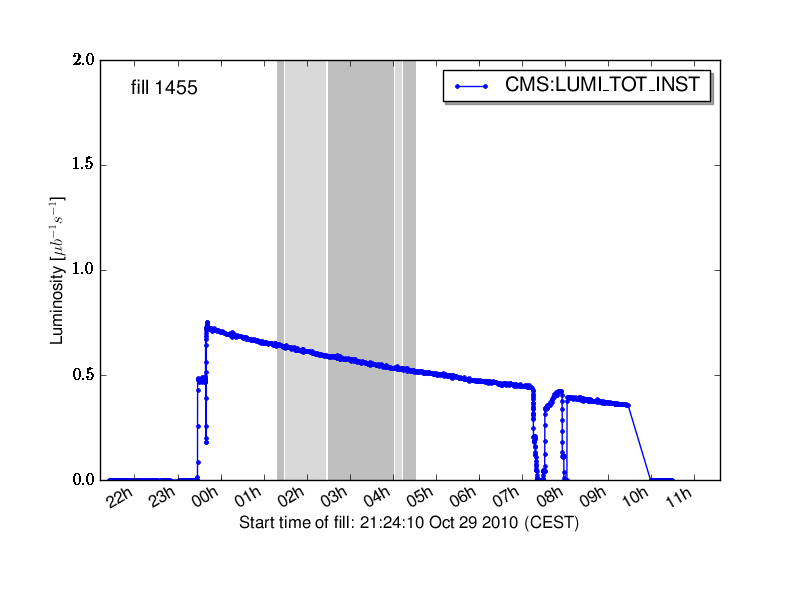 2.0
fill 1455
CMS:LUMI_TOT_INST
1.5
1.0
0.5
0.0
Luminosity [μb⁻¹s⁻¹]
22h 23h 00h 01h 02h 03h 04h 05h 06h 07h 08h 09h 10h 11h
Start time of fill: 21:24:10 Oct 29 2010 (CEST)